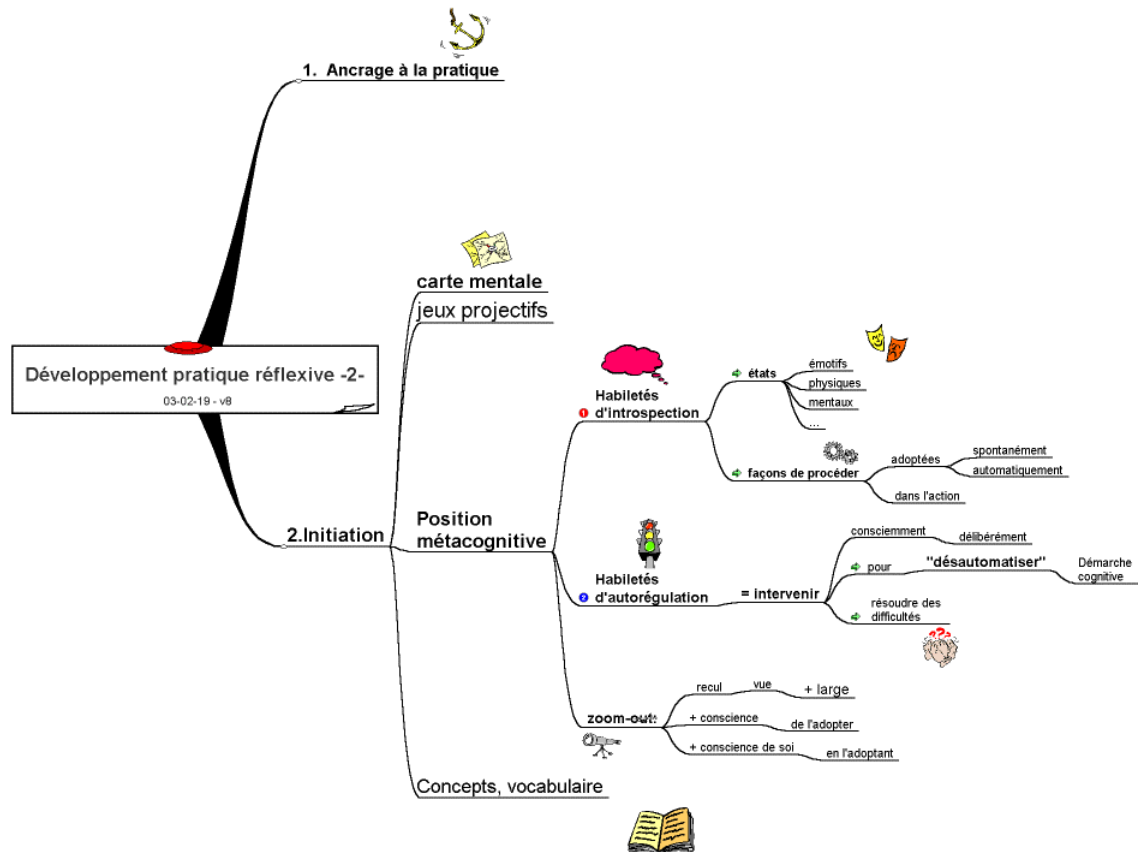 1. Ancrage à la pratique
Développement pratique réflexive -2-
03-02-19 - v8
2.Initiation
carte mentale
jeux projectifs
Position
métacognitive
Habiletés
d'introspection
états
émotifs
physiques
mentaux
...
façons de procéder
adoptées
spontanément
automatiquement
dans l'action
Habiletés
d'autorégulation
= intervenir
consciemment
délibérément
pour
"désautomatiser"
Démarche
cognitive
résoudre des
difficultés
???
zoom-out:
recul
vue
+ large
+ conscience
de l'adopter
+ conscience de soi
en l'adoptant
Concepts, vocabulaire